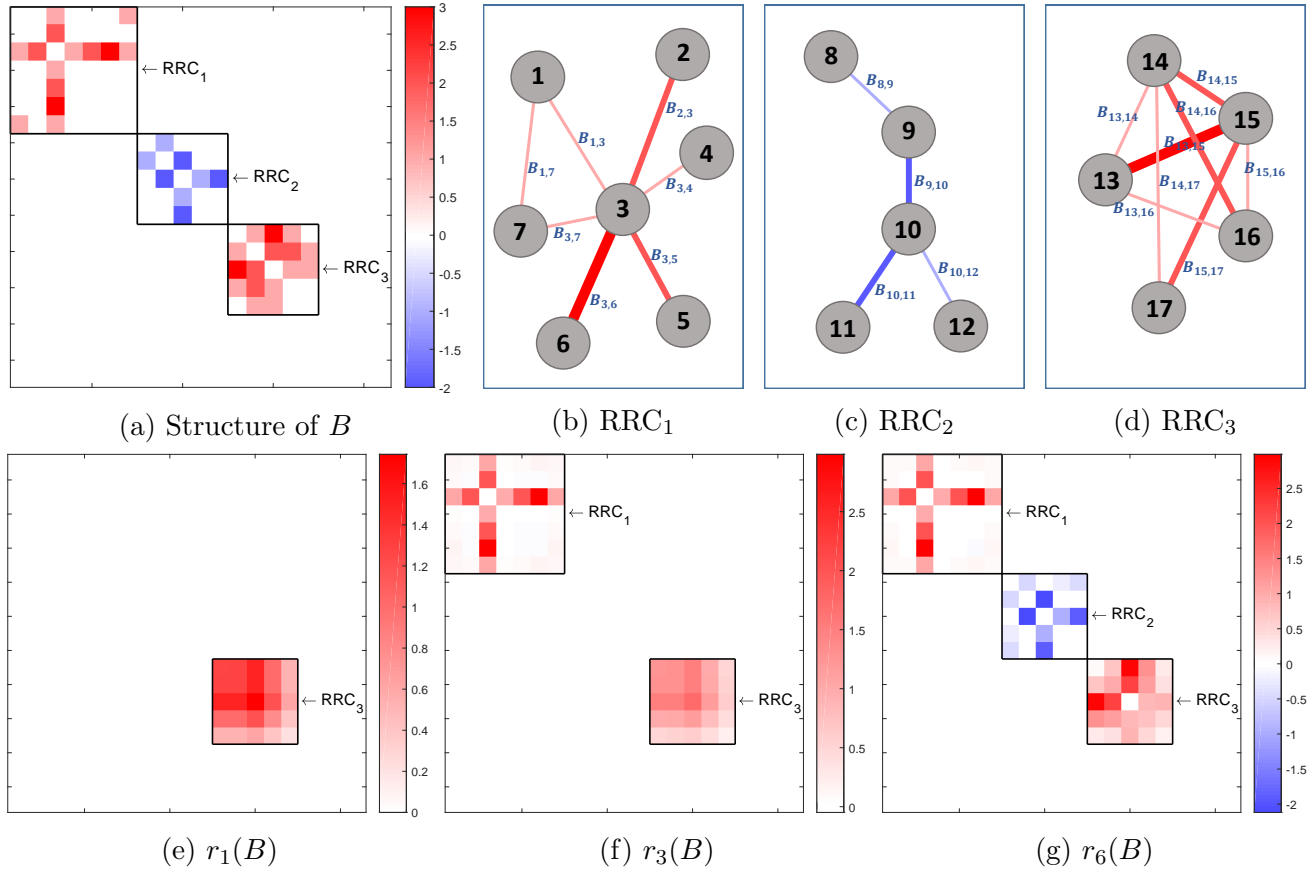 ← RRC1
← RRC2
← RRC3
3
2.5
2
1.5
1
0.5
0
-0.5
-1
-1.5
-2
(a) Structure of B
1
2
3
4
5
6
7
B1,3
B2,3
B3,4
B1,7
B3,7
B3,5
B3,6
(b) RRC1
8
9
10
11
12
B8,9
B9,10
B10,11
B10,12
(c) RRC2
14
15
13
16
17
B14,15
B13,14
B14,16
B13,15
B14,17
B15,16
B13,16
B15,17
(d) RRC3
← RRC3
1.6
1.4
1.2
1
0.8
0.6
0.4
0.2
0
(e) r1(B)
← RRC1
← RRC3
2.5
2
1.5
1
0.5
0
(f) r3(B)
← RRC1
← RRC2
← RRC3
2.5
2
1.5
1
0.5
0
-0.5
-1
-1.5
-2
(g) r6(B)